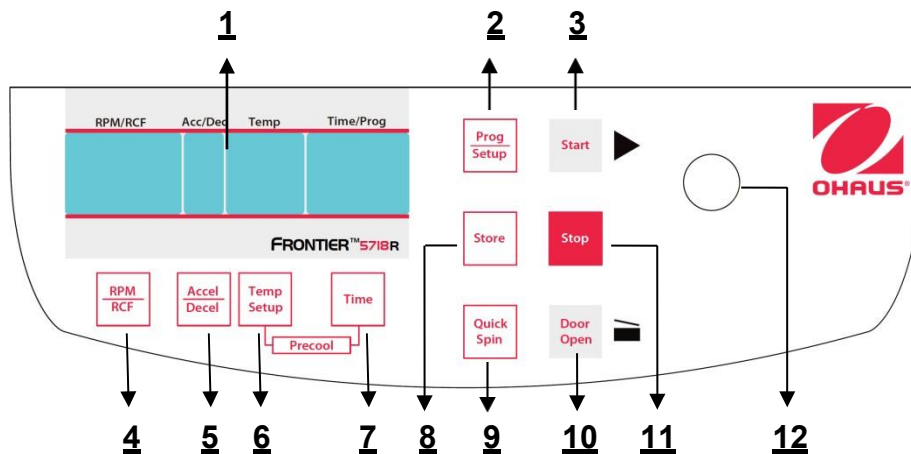 1 2 3
RPM/RCF Acc/Dec Temp Time/Prog
Prog
Setup
Start
OHAUS®
FRONTIER™5718R
Store
Stop
RPM
RCF
Accel
Decel
Temp
Setup
Time
Precool
Quick
Spin
Door
Open
4 5 6 7 8 9 10 11 12